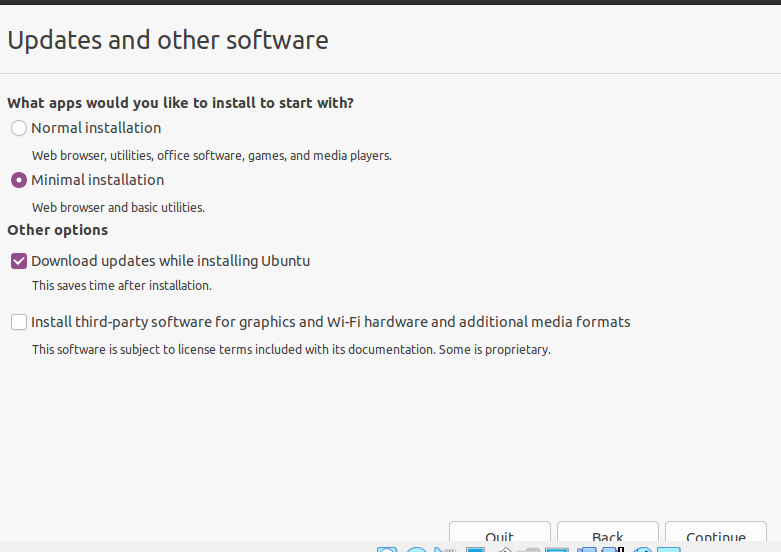 Updates and other software
What apps would you like to install to start with?
Normal installation
Web browser, utilities, office software, games, and media players.
Minimal installation
Web browser and basic utilities.
Other options
Download updates while installing Ubuntu
This saves time after installation.
Install third-party software for graphics and Wi-Fi hardware and additional media formats
This software is subject to license terms included with its documentation. Some is proprietary.
Quit Back Continue